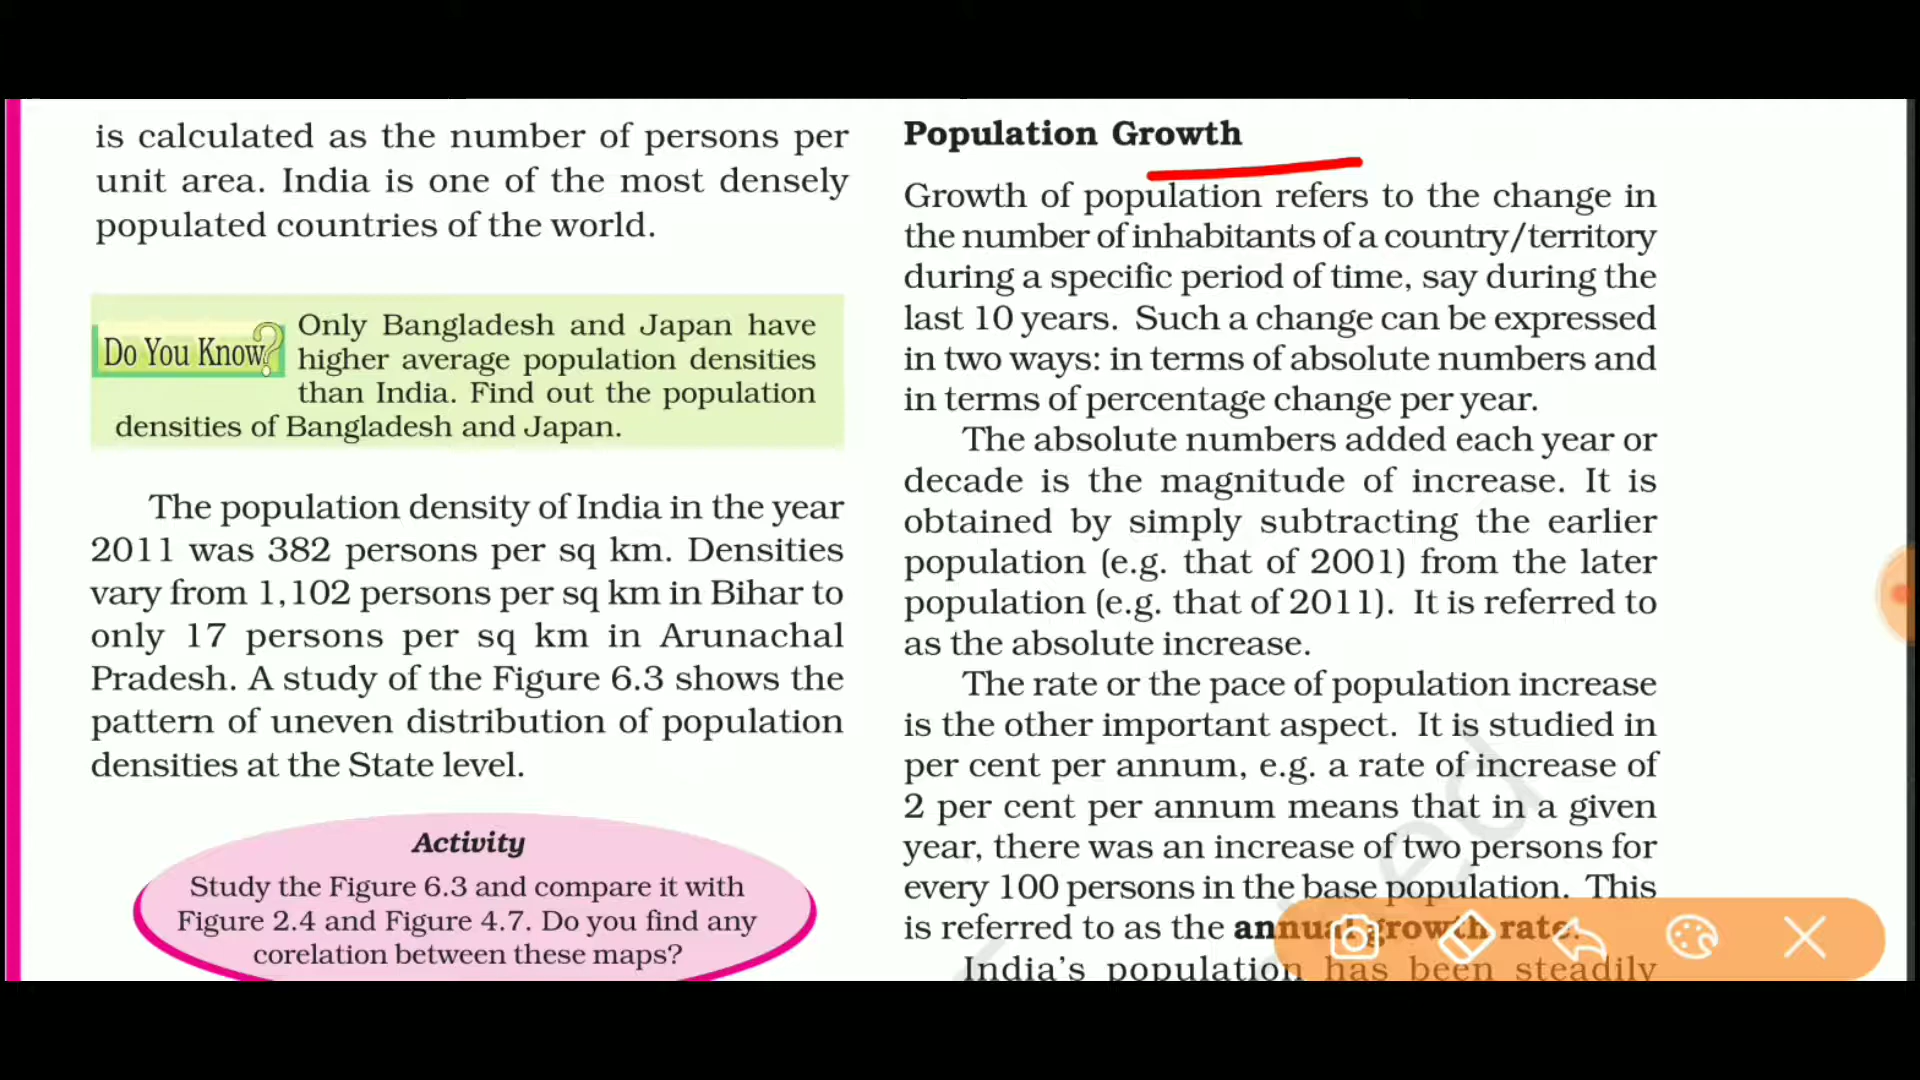 is calculated as the number of persons per
unit area. India is one of the most densely
populated countries of the world.
Do You Know?
Only Bangladesh and Japan have
higher average population densities
than India. Find out the population
densities of Bangladesh and Japan.
The population density of India in the year
2011 was 382 persons per sq km. Densities
vary from 1,102 persons per sq km in Bihar to
only 17 persons per sq km in Arunachal
Pradesh. A study of the Figure 6.3 shows the
pattern of uneven distribution of population
densities at the State level.
Activity
Study the Figure 6.3 and compare it with
Figure 2.4 and Figure 4.7. Do you find any
corelation between these maps?
Population Growth
Growth of population refers to the change in
the number of inhabitants of a country/territory
during a specific period of time, say during the
last 10 years. Such a change can be expressed
in two ways: in terms of absolute numbers and
in terms of percentage change per year.
The absolute numbers added each year or
decade is the magnitude of increase. It is
obtained by simply subtracting the earlier
population (e.g. that of 2001) from the later
population (e.g. that of 2011). It is referred to
as the absolute increase.
The rate or the pace of population increase
is the other important aspect. It is studied in
per cent per annum, e.g. a rate of increase of
2 per cent per annum means that in a given
year, there was an increase of two persons for
every 100 persons in the base population. This
is referred to as the annual growth rate.
India's population has been steadily